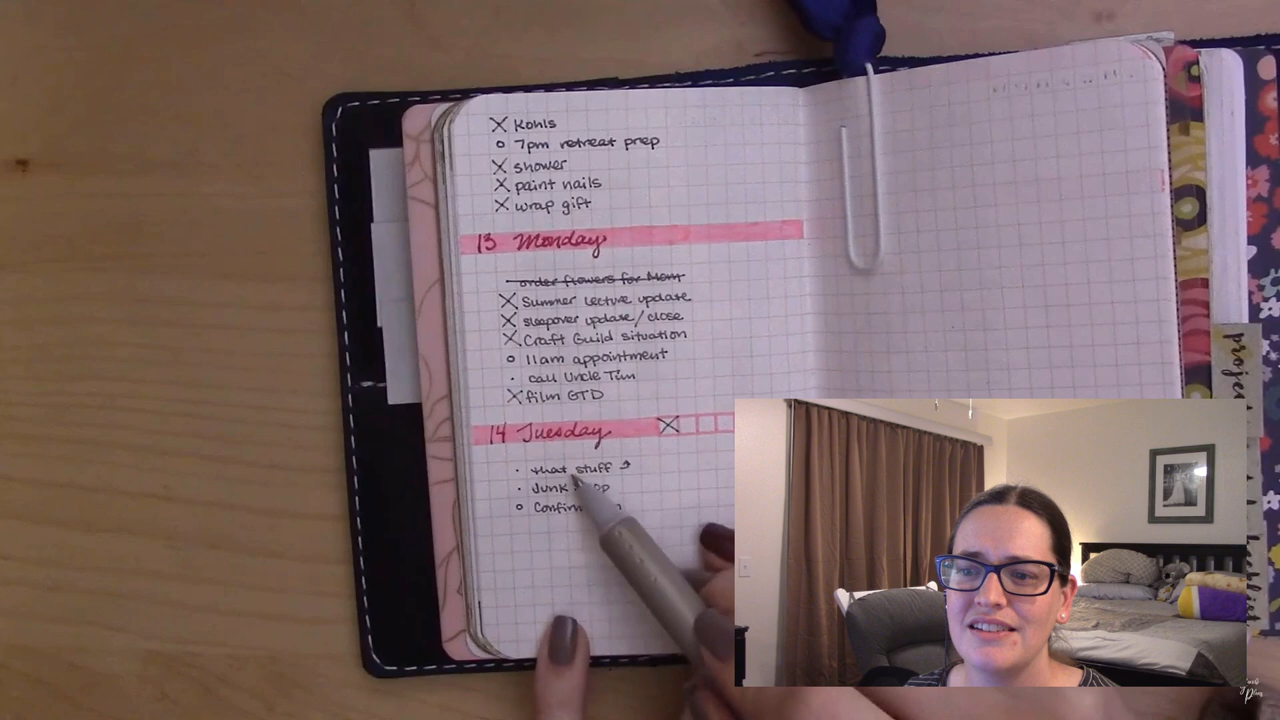 X Kohls
o 7pm retreat prep
X shower
X paint nails
X wrap gift
13 Monday
order flowers for Mom
X Summer lecture update
X sleepover update/close
X Craft Guild situation
o 11am appointment
· call Uncle Tim
X film GTD
14 Tuesday
· that stuff
· Junk
o Confirm